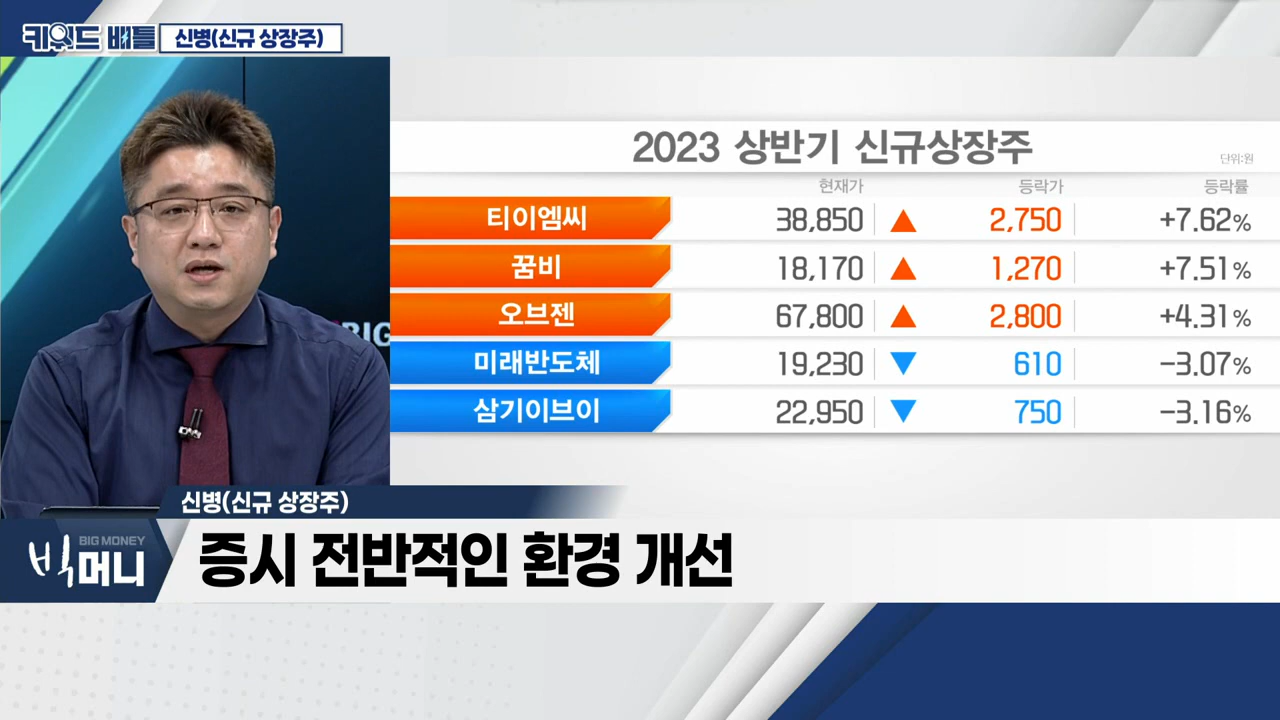 키워드 배틀 신병(신규 상장주)
2023 상반기 신규상장주
단위:원
현재가 등락가 등락률
티이엠씨 38,850 ▲ 2,750 +7.62%
꿈비 18,170 ▲ 1,270 +7.51%
오브젠 67,800 ▲ 2,800 +4.31%
미래반도체 19,230 ▼ 610 -3.07%
삼기이브이 22,950 ▼ 750 -3.16%
BIG
신병(신규 상장주)
BIG MONEY
빅머니
증시 전반적인 환경 개선